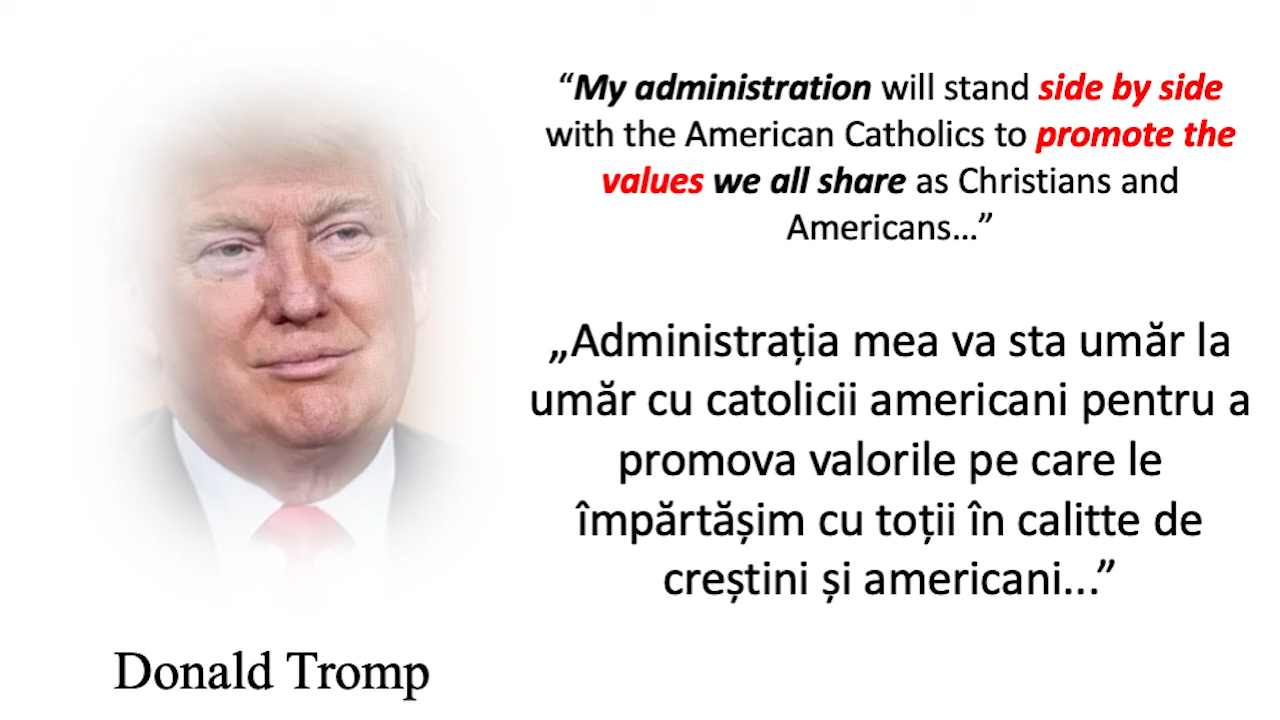 “My administration will stand side by side
with the American Catholics to promote the
values we all share as Christians and
Americans…”
„Administrația mea va sta umăr la
umăr cu catolicii americani pentru a
promova valorile pe care le
împărtășim cu toții în calitte de
creștini și americani...”
Donald Tromp